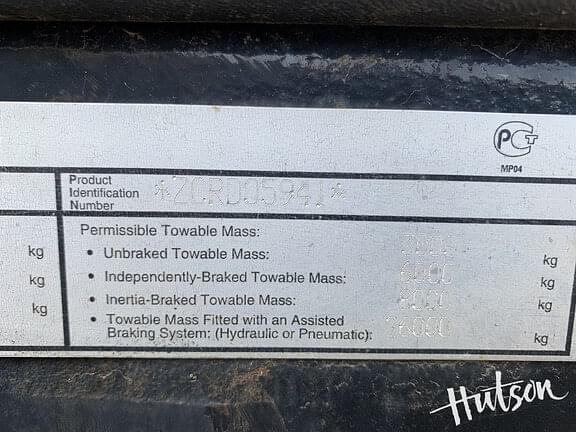 PCT
MP04
Product
Identification
Number
*ZCRD05941*
Permissible Towable Mass:
kg • Unbraked Towable Mass: kg
kg • Independently-Braked Towable Mass: 6000 kg
kg • Inertia-Braked Towable Mass: 8000 kg
• Towable Mass Fitted with an Assisted
Braking System: (Hydraulic or Pneumatic): kg
Hutson